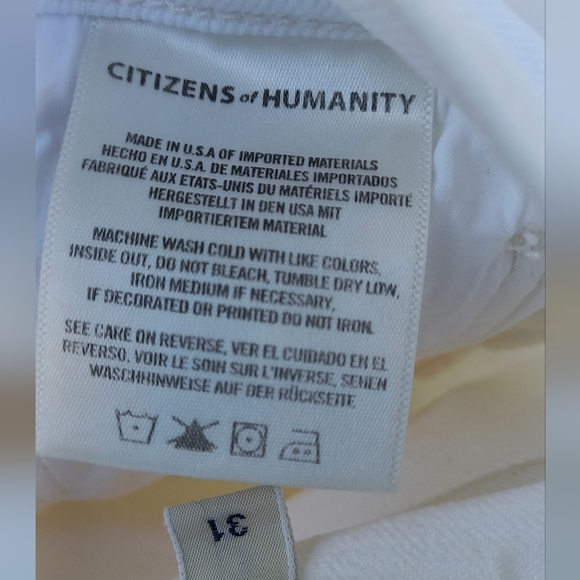 CITIZENS of HUMANITY
MADE IN U.S.A OF IMPORTED MATERIALS
HECHO EN U.S.A. DE MATERIALES IMPORTADOS
FABRIQUÉ AUX ETATS-UNIS DU MATÉRIELS IMPORTÉ
HERGESTELLT IN DEN USA MIT
IMPORTIERTEM MATERIAL
MACHINE WASH COLD WITH LIKE COLORS,
INSIDE OUT, DO NOT BLEACH, TUMBLE DRY LOW,
IRON MEDIUM IF NECESSARY,
IF DECORATED OR PRINTED DO NOT IRON.
SEE CARE ON REVERSE, VER EL CUIDADO EN EL
REVERSO, VOIR LE SOIN SUR L'INVERSE, SEHEN
WASCHHINWEISE AUF DER RÜCKSEITE
31